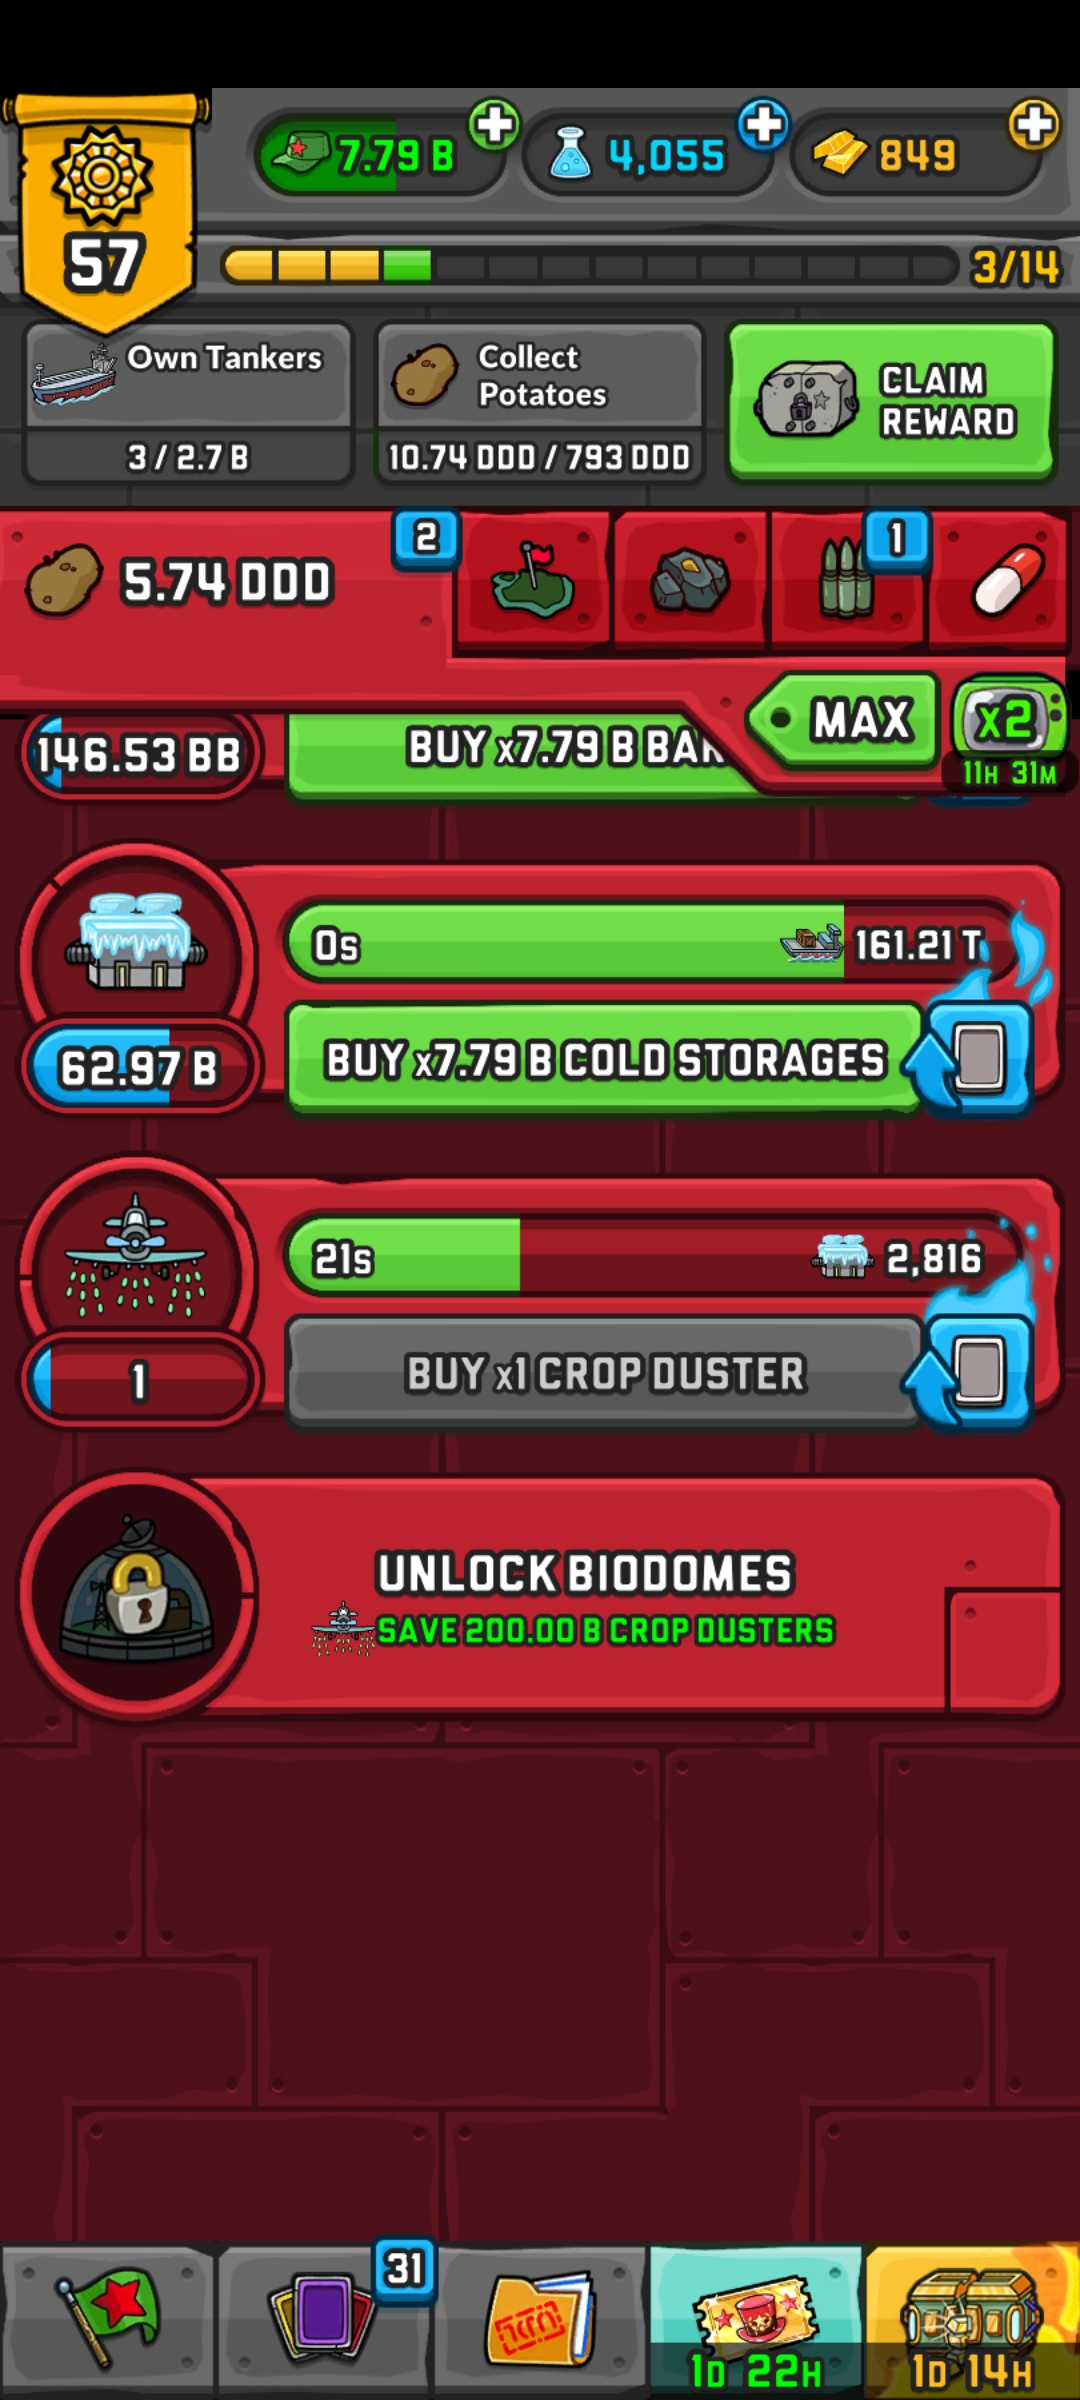 7.79 B
4,055
849
57
3/14
Own Tankers
3 / 2.7 B
Collect
Potatoes
10.74 DDD / 793 DDD
CLAIM
REWARD
5.74 DDD
2
1
MAX
x2
11H 31M
146.53 BB
BUY x7.79 B BAR
0s
161.21 T
62.97 B
BUY x7.79 B COLD STORAGES
21s
2,816
1
BUY x1 CROP DUSTER
UNLOCK BIODOMES
SAVE 200.00 B CROP DUSTERS
31
1D 22H
1D 14H